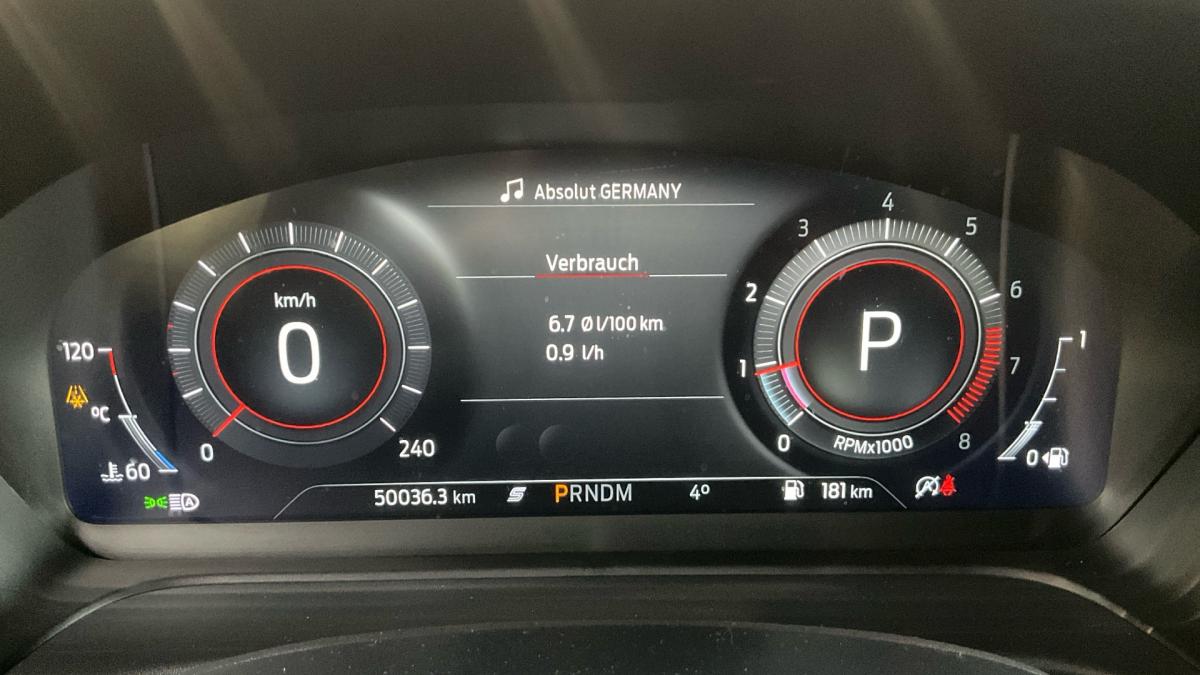 Absolut GERMANY
Verbrauch
6.7 Ø l/100 km
0.9 l/h
km/h
0
0
240
120
°C
60
P
0
1
2
3
4
5
6
7
8
RPMx1000
1
0
A
50036.3 km
S
PRNDM
4°
181 km
A